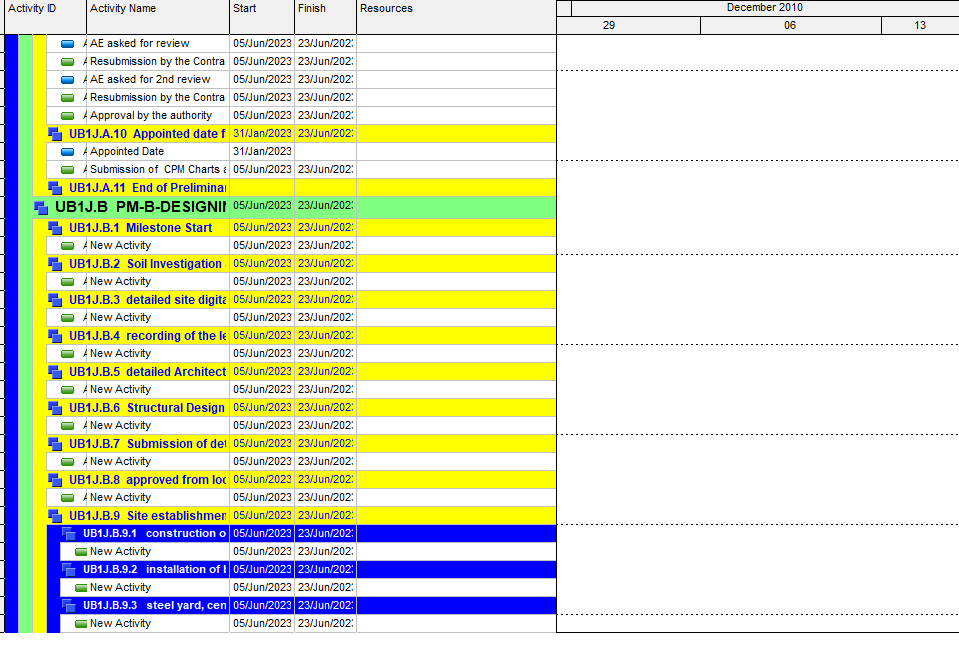 Activity ID Activity Name Start Finish Resources December 2010
29 06 13
AE asked for review 05/Jun/2023 23/Jun/202
Resubmission by the Contra 05/Jun/2023 23/Jun/202
AE asked for 2nd review 05/Jun/2023 23/Jun/202
Resubmission by the Contra 05/Jun/2023 23/Jun/202
Approval by the authority 05/Jun/2023 23/Jun/202
UB1J.A.10 Appointed date f 31/Jan/2023 23/Jun/202
Appointed Date 31/Jan/2023
Submission of CPM Charts a 05/Jun/2023 23/Jun/202
UB1J.A.11 End of Prelimina
UB1J.B PM-B-DESIGNI 05/Jun/2023 23/Jun/202
UB1J.B.1 Milestone Start 05/Jun/2023 23/Jun/202
New Activity 05/Jun/2023 23/Jun/202
UB1J.B.2 Soil Investigation 05/Jun/2023 23/Jun/202
New Activity 05/Jun/2023 23/Jun/202
UB1J.B.3 detailed site digita 05/Jun/2023 23/Jun/202
New Activity 05/Jun/2023 23/Jun/202
UB1J.B.4 recording of the le 05/Jun/2023 23/Jun/202
New Activity 05/Jun/2023 23/Jun/202
UB1J.B.5 detailed Architect 05/Jun/2023 23/Jun/202
New Activity 05/Jun/2023 23/Jun/202
UB1J.B.6 Structural Design 05/Jun/2023 23/Jun/202
New Activity 05/Jun/2023 23/Jun/202
UB1J.B.7 Submission of det 05/Jun/2023 23/Jun/202
New Activity 05/Jun/2023 23/Jun/202
UB1J.B.8 approved from loc 05/Jun/2023 23/Jun/202
New Activity 05/Jun/2023 23/Jun/202
UB1J.B.9 Site establishmen 05/Jun/2023 23/Jun/202
UB1J.B.9.1 construction o 05/Jun/2023 23/Jun/202
New Activity 05/Jun/2023 23/Jun/202
UB1J.B.9.2 installation of 05/Jun/2023 23/Jun/202
New Activity 05/Jun/2023 23/Jun/202
UB1J.B.9.3 steel yard, cen 05/Jun/2023 23/Jun/202
New Activity 05/Jun/2023 23/Jun/202